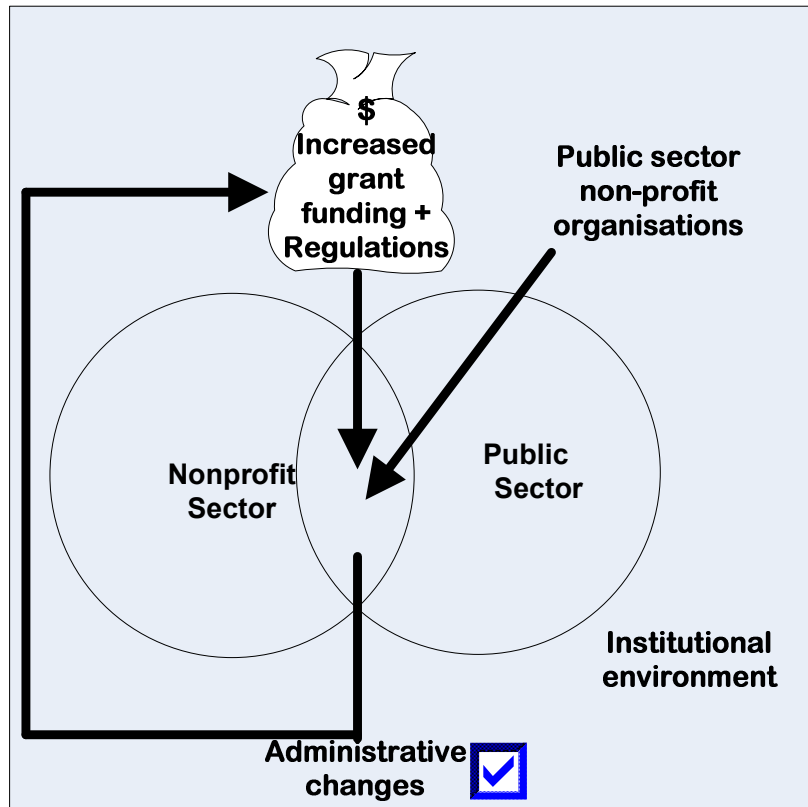 $
Increased
grant
funding +
Regulations
Public sector
non-profit
organisations
Nonprofit
Sector
Public
Sector
Institutional
environment
Administrative
changes